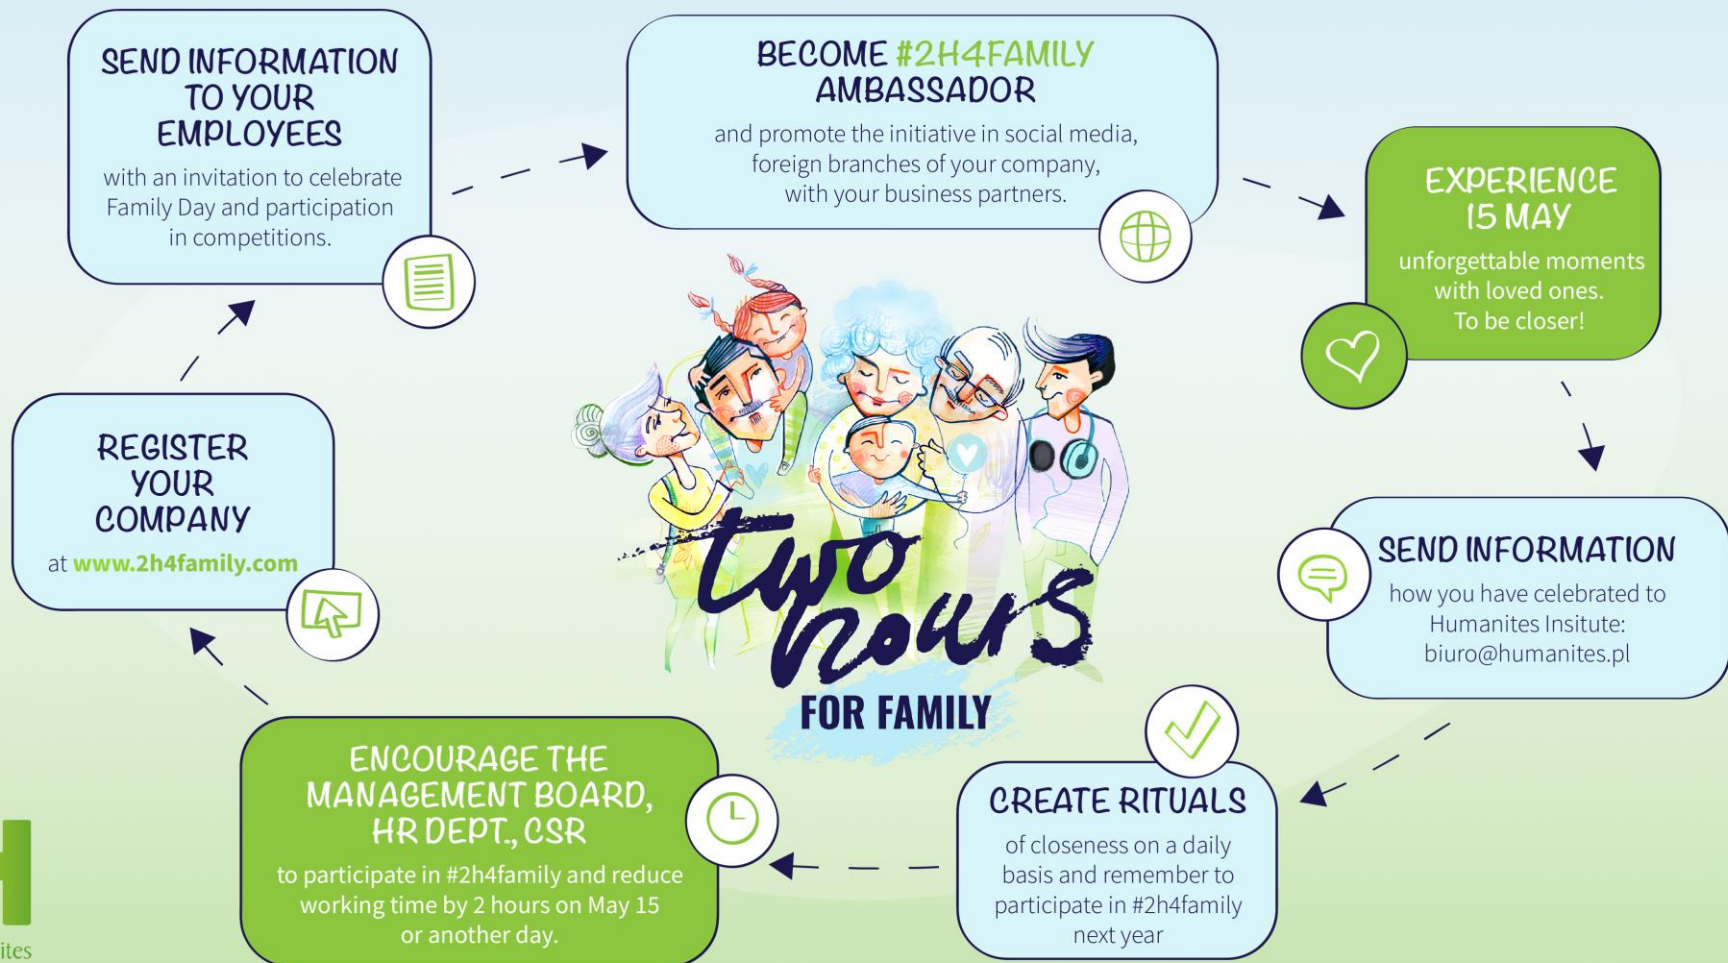 SEND INFORMATION
TO YOUR
EMPLOYEES
with an invitation to celebrate
Family Day and participation
in competitions.
BECOME #2H4FAMILY
AMBASSADOR
and promote the initiative in social media,
foreign branches of your company,
with your business partners.
EXPERIENCE
15 MAY
unforgettable moments
with loved ones.
To be closer!
SEND INFORMATION
how you have celebrated to
Humanites Insitute:
biuro@humanites.pl
CREATE RITUALS
of closeness on a daily
basis and remember to
participate in #2h4family
next year
ENCOURAGE THE
MANAGEMENT BOARD,
HR DEPT., CSR
to participate in #2h4family and reduce
working time by 2 hours on May 15
or another day.
REGISTER
YOUR
COMPANY
at www.2h4family.com
two
hours
FOR FAMILY
H
ites